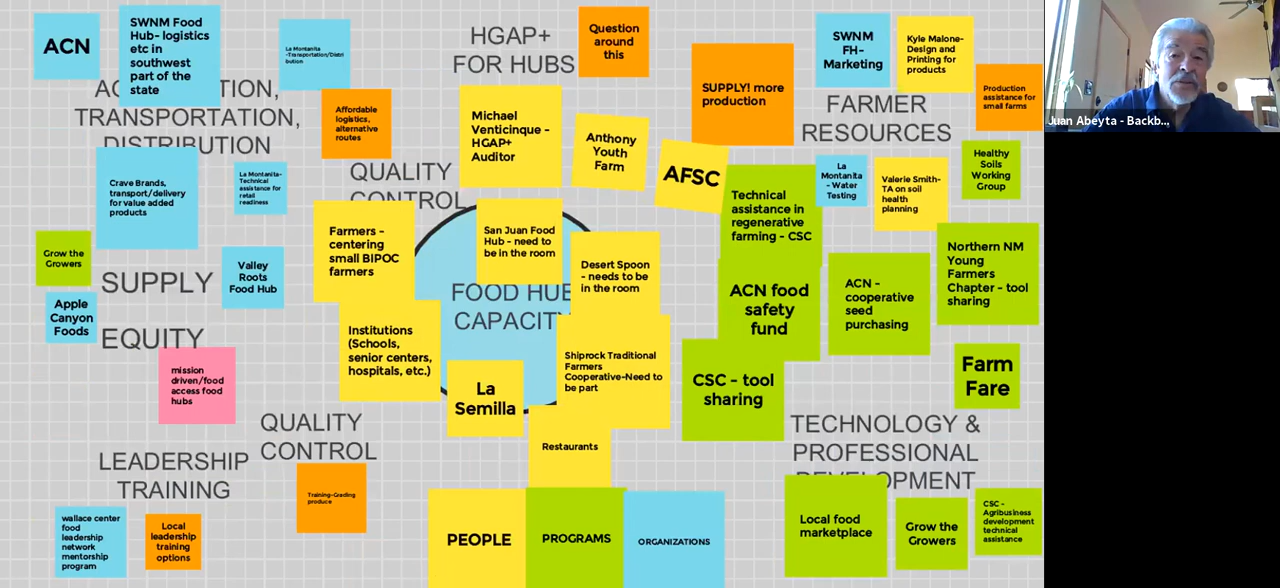 ACN
SWNM Food
Hub- logistics
etc in
southwest
part of the
state
La Montanita
-Transportation/Distri
bution
HGAP+
FOR HUBS
Question
around
this
SUPPLY! more
production
SWNM
FH-
Marketing
Kyle Malone-
Design and
Printing for
products
Production
assistance for
small farms
Juan Abeyta - Backb...
TION,
TRANSPORTATION,
DISTRIBUTION
Affordable
logistics,
alternative
routes
Michael
Venticinque -
HGAP+
Auditor
Anthony
Youth
Farm
AFSC
FARMER
RESOURCES
Crave Brands,
transport/delivery
for value added
products
La Montanita-
Technical
assistance for
retail
readiness
QUALITY
CONTROL
Technical
assistance in
regenerative
farming - CSC
La
Montanita
- Water
Testing
Valerie Smith-
TA on soil
health
planning
Healthy
Soils
Working
Group
Grow the
Growers
Farmers -
centering
small BIPOC
farmers
San Juan Food
Hub - need to
be in the room
Desert Spoon
- needs to be
in the room
Northern NM
Young
Farmers
Chapter - tool
sharing
SUPPLY
Valley
Roots
Food Hub
FOOD HUB
CAPACITY
ACN food
safety
fund
ACN -
cooperative
seed
purchasing
Apple
Canyon
Foods
EQUITY
Institutions
(Schools,
senior centers,
hospitals, etc.)
Shiprock Traditional
Farmers
Cooperative-Need to
be part
mission
driven/food
access food
hubs
La
Semilla
CSC - tool
sharing
Farm
Fare
QUALITY
CONTROL
Restaurants
TECHNOLOGY &
PROFESSIONAL
DEVELOPMENT
LEADERSHIP
TRAINING
Training-Grading
produce
wallace center
food
leadership
network
mentorship
program
Local
leadership
training
options
PEOPLE
PROGRAMS
ORGANIZATIONS
Local food
marketplace
Grow the
Growers
CSC -
Agribusiness
development
technical
assistance